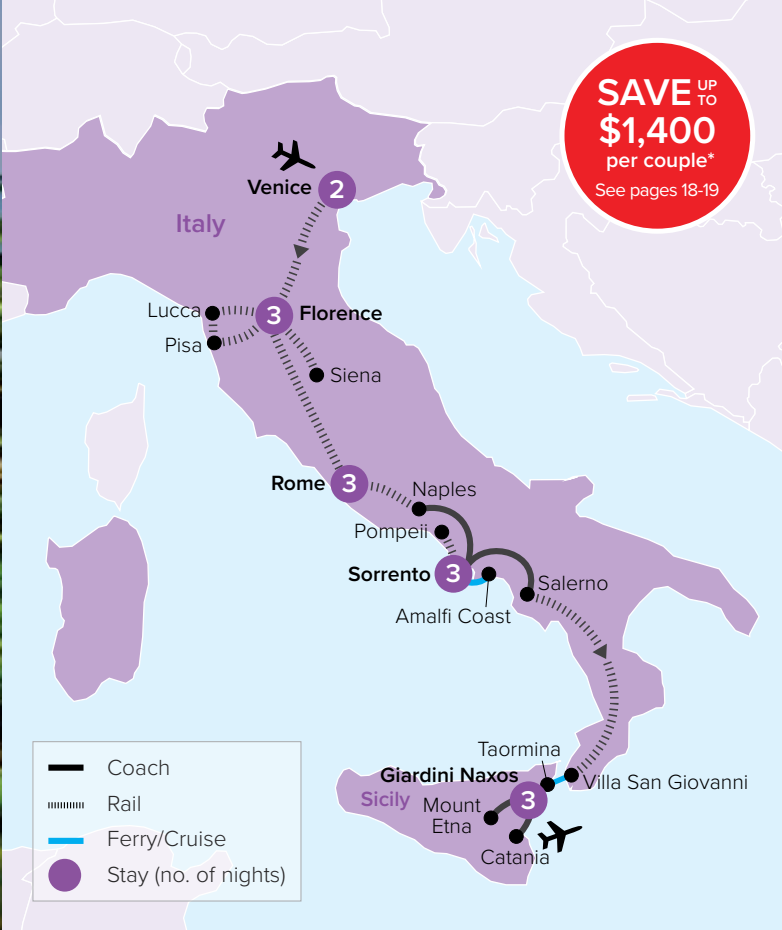 SAVE UP TO
$1,400
per couple*
See pages 18-19
Venice 2
Italy
Lucca
3 Florence
Pisa
Siena
Rome 3
Naples
Pompeii
Sorrento 3
Salerno
Amalfi Coast
Taormina
Giardini Naxos
Villa San Giovanni
Sicily
3
Mount
Etna
Catania
Coach
Rail
Ferry/Cruise
Stay (no. of nights)